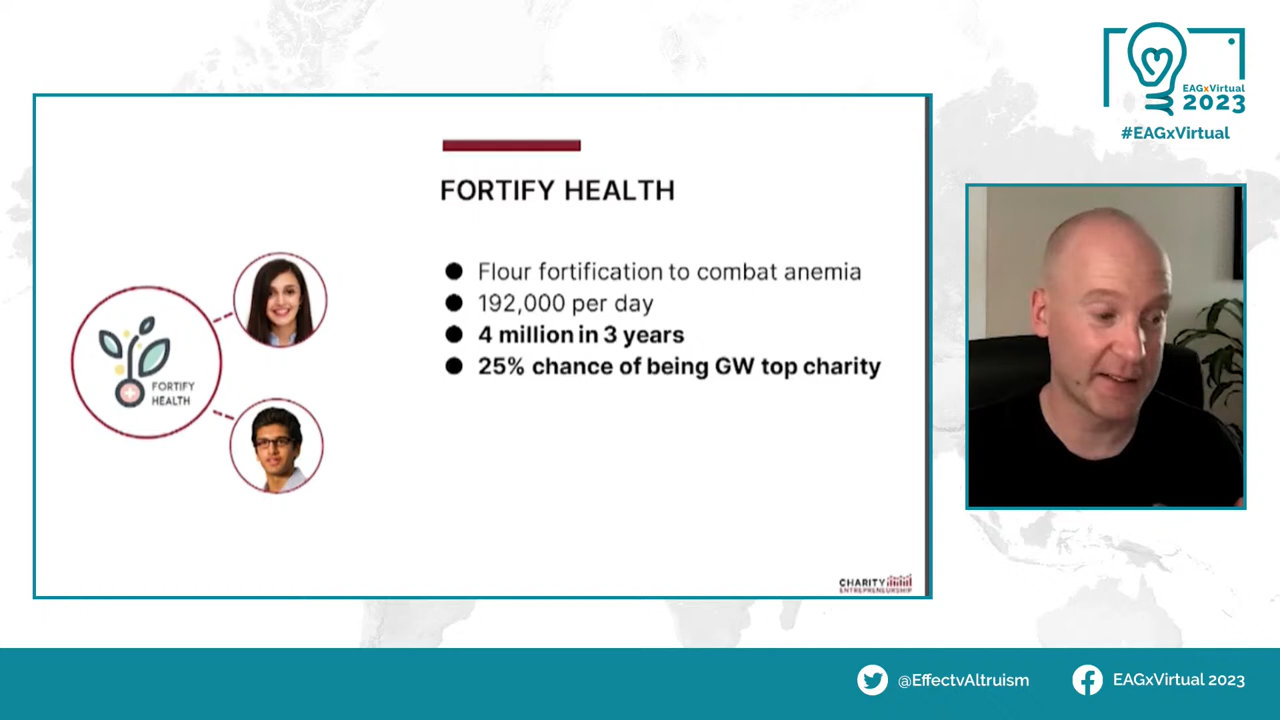 EAGxVirtual
2023
#EAGxVirtual
FORTIFY HEALTH
● Flour fortification to combat anemia
● 192,000 per day
● 4 million in 3 years
● 25% chance of being GW top charity
FORTIFY
HEALTH
CHARITY
ENTREPRENEURSHIP
@EffectvAltruism
EAGxVirtual 2023